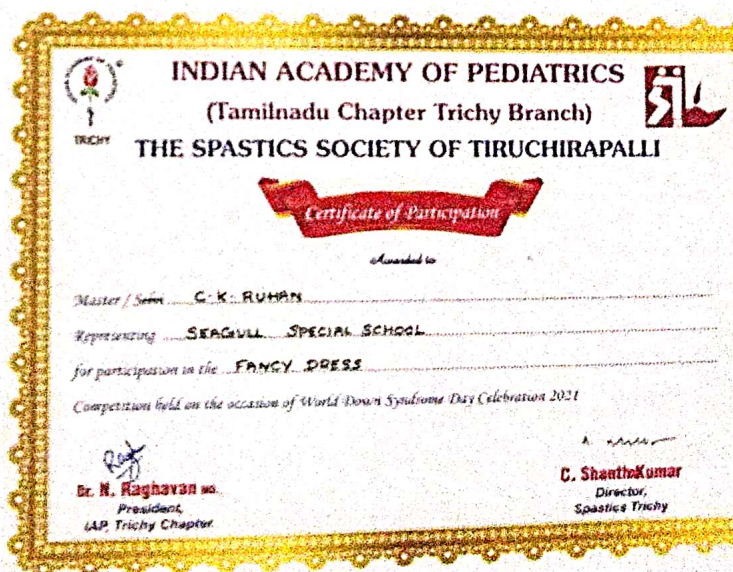 INDIAN ACADEMY OF PEDIATRICS
(Tamilnadu Chapter Trichy Branch)
TRICHY
THE SPASTICS SOCIETY OF TIRUCHIRAPALLI
Certificate of Participation
Awarded to
Master / Selvi C. K. RUHAN
Representing SEAGULL SPECIAL SCHOOL
for participation in the FANCY DRESS
Competition held on the occasion of World Down Syndrome Day Celebration 2021
Dr. N. Raghavan MD.
President,
IAP, Trichy Chapter.
C. ShanthaKumar
Director,
Spastics Trichy